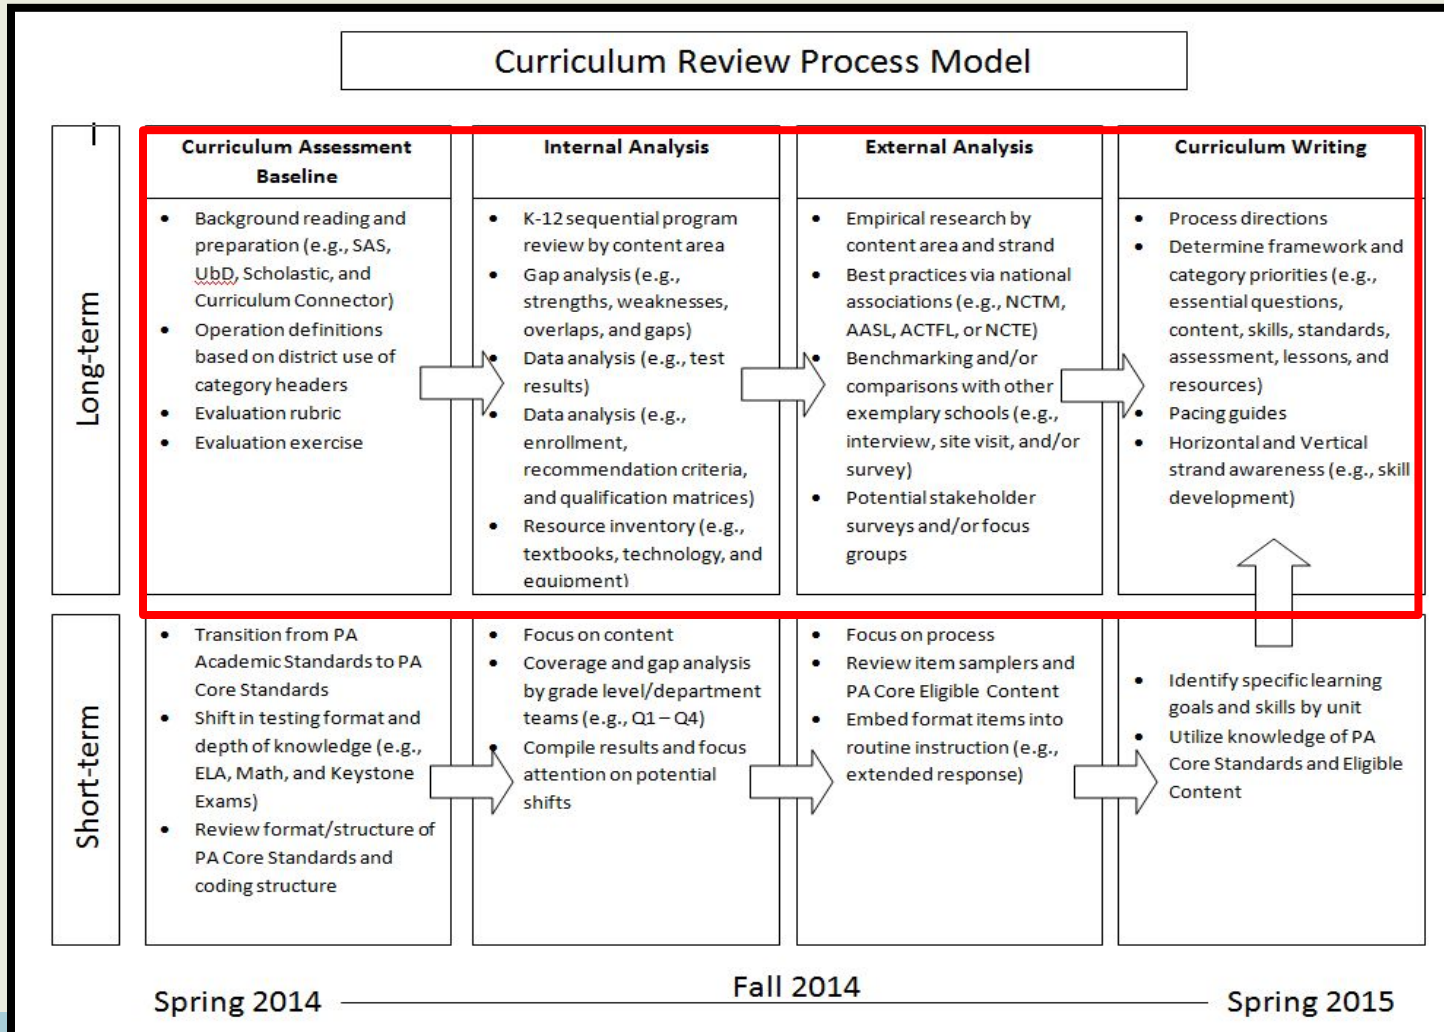 Curriculum Review Process Model
i
Long-term
Curriculum Assessment
Baseline
• Background reading and
preparation (e.g., SAS,
UbD, Scholastic, and
Curriculum Connector)
• Operation definitions
based on district use of
category headers
• Evaluation rubric
• Evaluation exercise
Internal Analysis
• K-12 sequential program
review by content area
• Gap analysis (e.g.,
strengths, weaknesses,
overlaps, and gaps)
• Data analysis (e.g., test
results)
• Data analysis (e.g.,
enrollment,
recommendation criteria,
and qualification matrices)
• Resource inventory (e.g.,
textbooks, technology, and
equipment)
External Analysis
• Empirical research by
content area and strand
• Best practices via national
associations (e.g., NCTM,
AASL, ACTFL, or NCTE)
• Benchmarking and/or
comparisons with other
exemplary schools (e.g.,
interview, site visit, and/or
survey)
• Potential stakeholder
surveys and/or focus
groups
Curriculum Writing
• Process directions
• Determine framework and
category priorities (e.g.,
essential questions,
content, skills, standards,
assessment, lessons, and
resources)
• Pacing guides
• Horizontal and Vertical
strand awareness (e.g., skill
development)
Short-term
• Transition from PA
Academic Standards to PA
Core Standards
• Shift in testing format and
depth of knowledge (e.g.,
ELA, Math, and Keystone
Exams)
• Review format/structure of
PA Core Standards and
coding structure
• Focus on content
• Coverage and gap analysis
by grade level/department
teams (e.g., Q1 – Q4)
• Compile results and focus
attention on potential
shifts
• Focus on process
• Review item samplers and
PA Core Eligible Content
• Embed format items into
routine instruction (e.g.,
extended response)
• Identify specific learning
goals and skills by unit
• Utilize knowledge of PA
Core Standards and Eligible
Content
Spring 2014
Fall 2014
Spring 2015